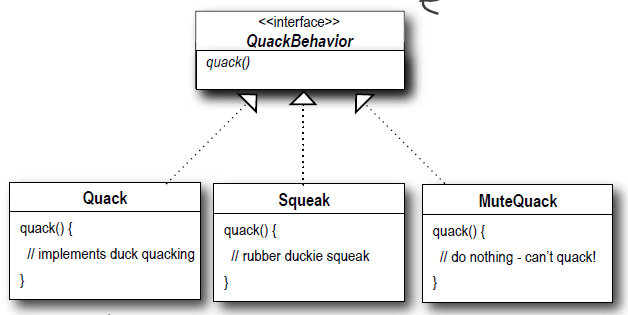 <<interface>>
QuackBehavior
quack()
Quack
quack() {
// implements duck quacking
}
Squeak
quack() {
// rubber duckie squeak
}
MuteQuack
quack() {
// do nothing - can't quack!
}